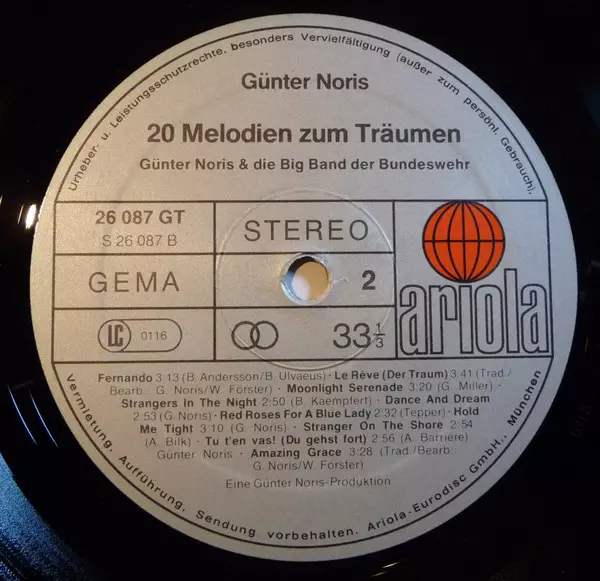 Urheber- u. Leistungsschutzrechte, besonders Vervielfältigung (außer zum persönl. Gebrauch),
Günter Noris
20 Melodien zum Träumen
Günter Noris & die Big Band der Bundeswehr
26 087 GT
S 26 087 B
STEREO
GEMA
2
LC 0116
33 1/3
ariola
Fernando 3:13 (B. Andersson/B. Ulvaeus) · Le Rêve (Der Traum) 3:41 (Trad./
Bearb.: G. Noris/W. Förster) · Moonlight Serenade 3:20 (G. Miller) ·
Strangers In The Night 2:50 (B. Kaempfert) · Dance And Dream
2:53 (G. Noris) · Red Roses For A Blue Lady 2:32 (Tepper) · Hold
Me Tight 3:10 (G. Noris) · Stranger On The Shore 2:54
(A. Bilk) · Tu t'en vas! (Du gehst fort) 2:56 (A. Barrière)
Günter Noris · Amazing Grace 3:28 (Trad./Bearb.:
G. Noris/W. Förster)
Eine Günter Noris-Produktion
Vermietung, Aufführung, Sendung vorbehalten. Ariola-Eurodisc GmbH., München